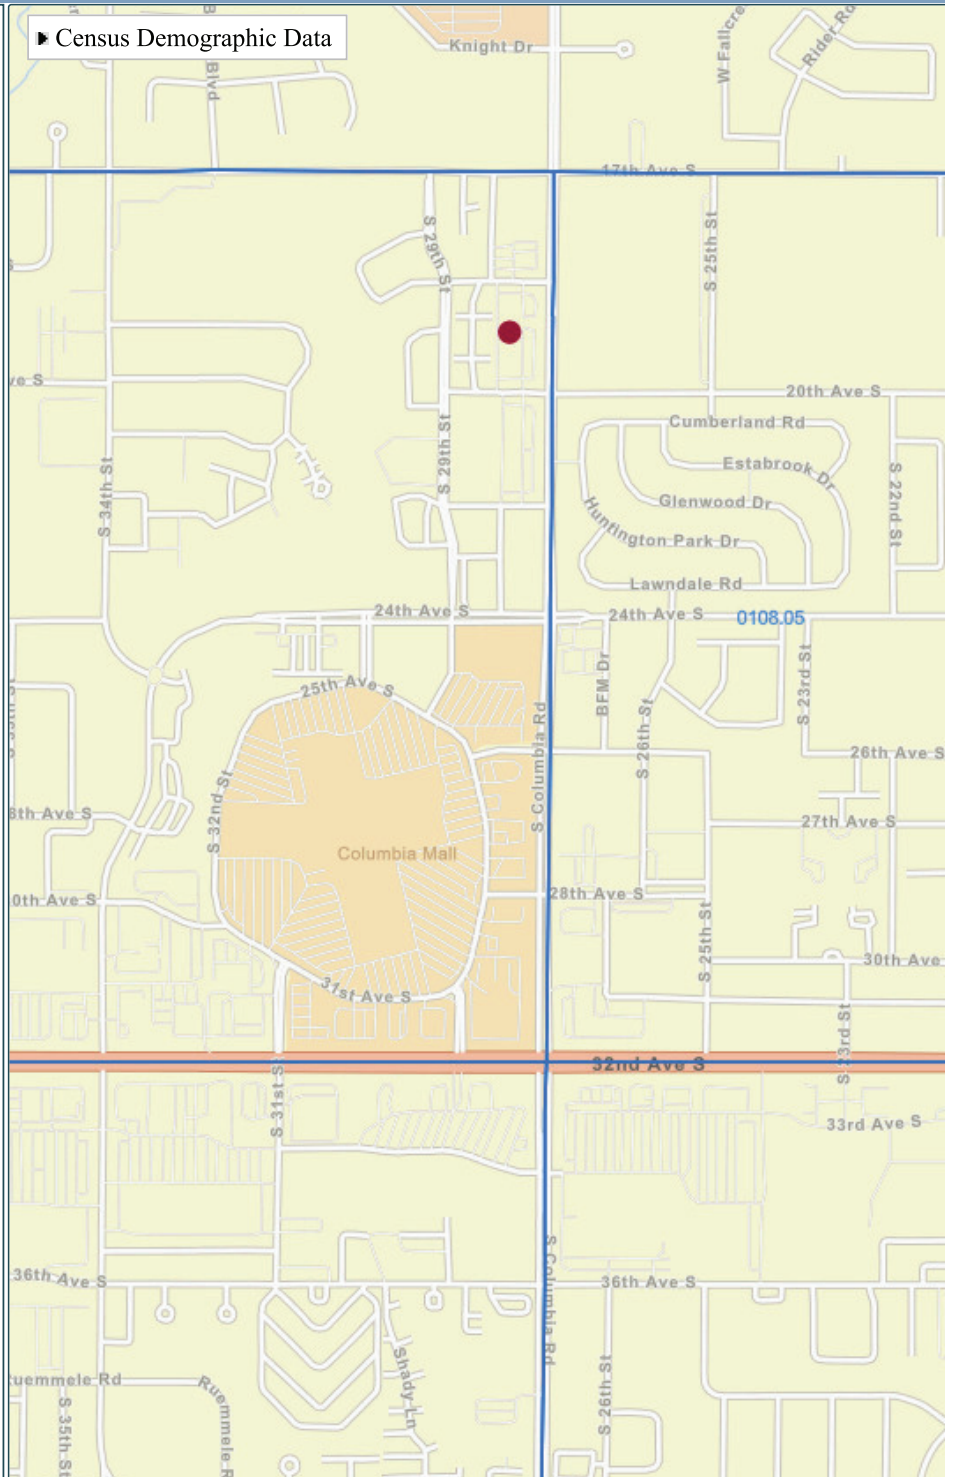 Census Demographic Data
Knight Dr
W Fallcre
Rider Rd
Blvd
17th Ave S
S 29th St
S 25th St
ve S
20th Ave S
Cumberland Rd
S 29th St
Estabrook Dr
S 34th St
S 22nd St
Glenwood Dr
Huntington Park Dr
Lawndale Rd
24th Ave S
24th Ave S
0108.05
25th Ave S
BFM Dr
S 23rd St
S 26th St
S Columbia Rd
26th Ave S
S 32nd St
8th Ave S
27th Ave S
Columbia Mall
0th Ave S
28th Ave S
S 25th St
30th Ave
31st Ave S
S 23rd St
32nd Ave S
S 31st St
33rd Ave S
S Columbia Rd
36th Ave S
36th Ave S
Shady Ln
Ruemmele Rd
Ruemmele R
S 35th St
S 26th St